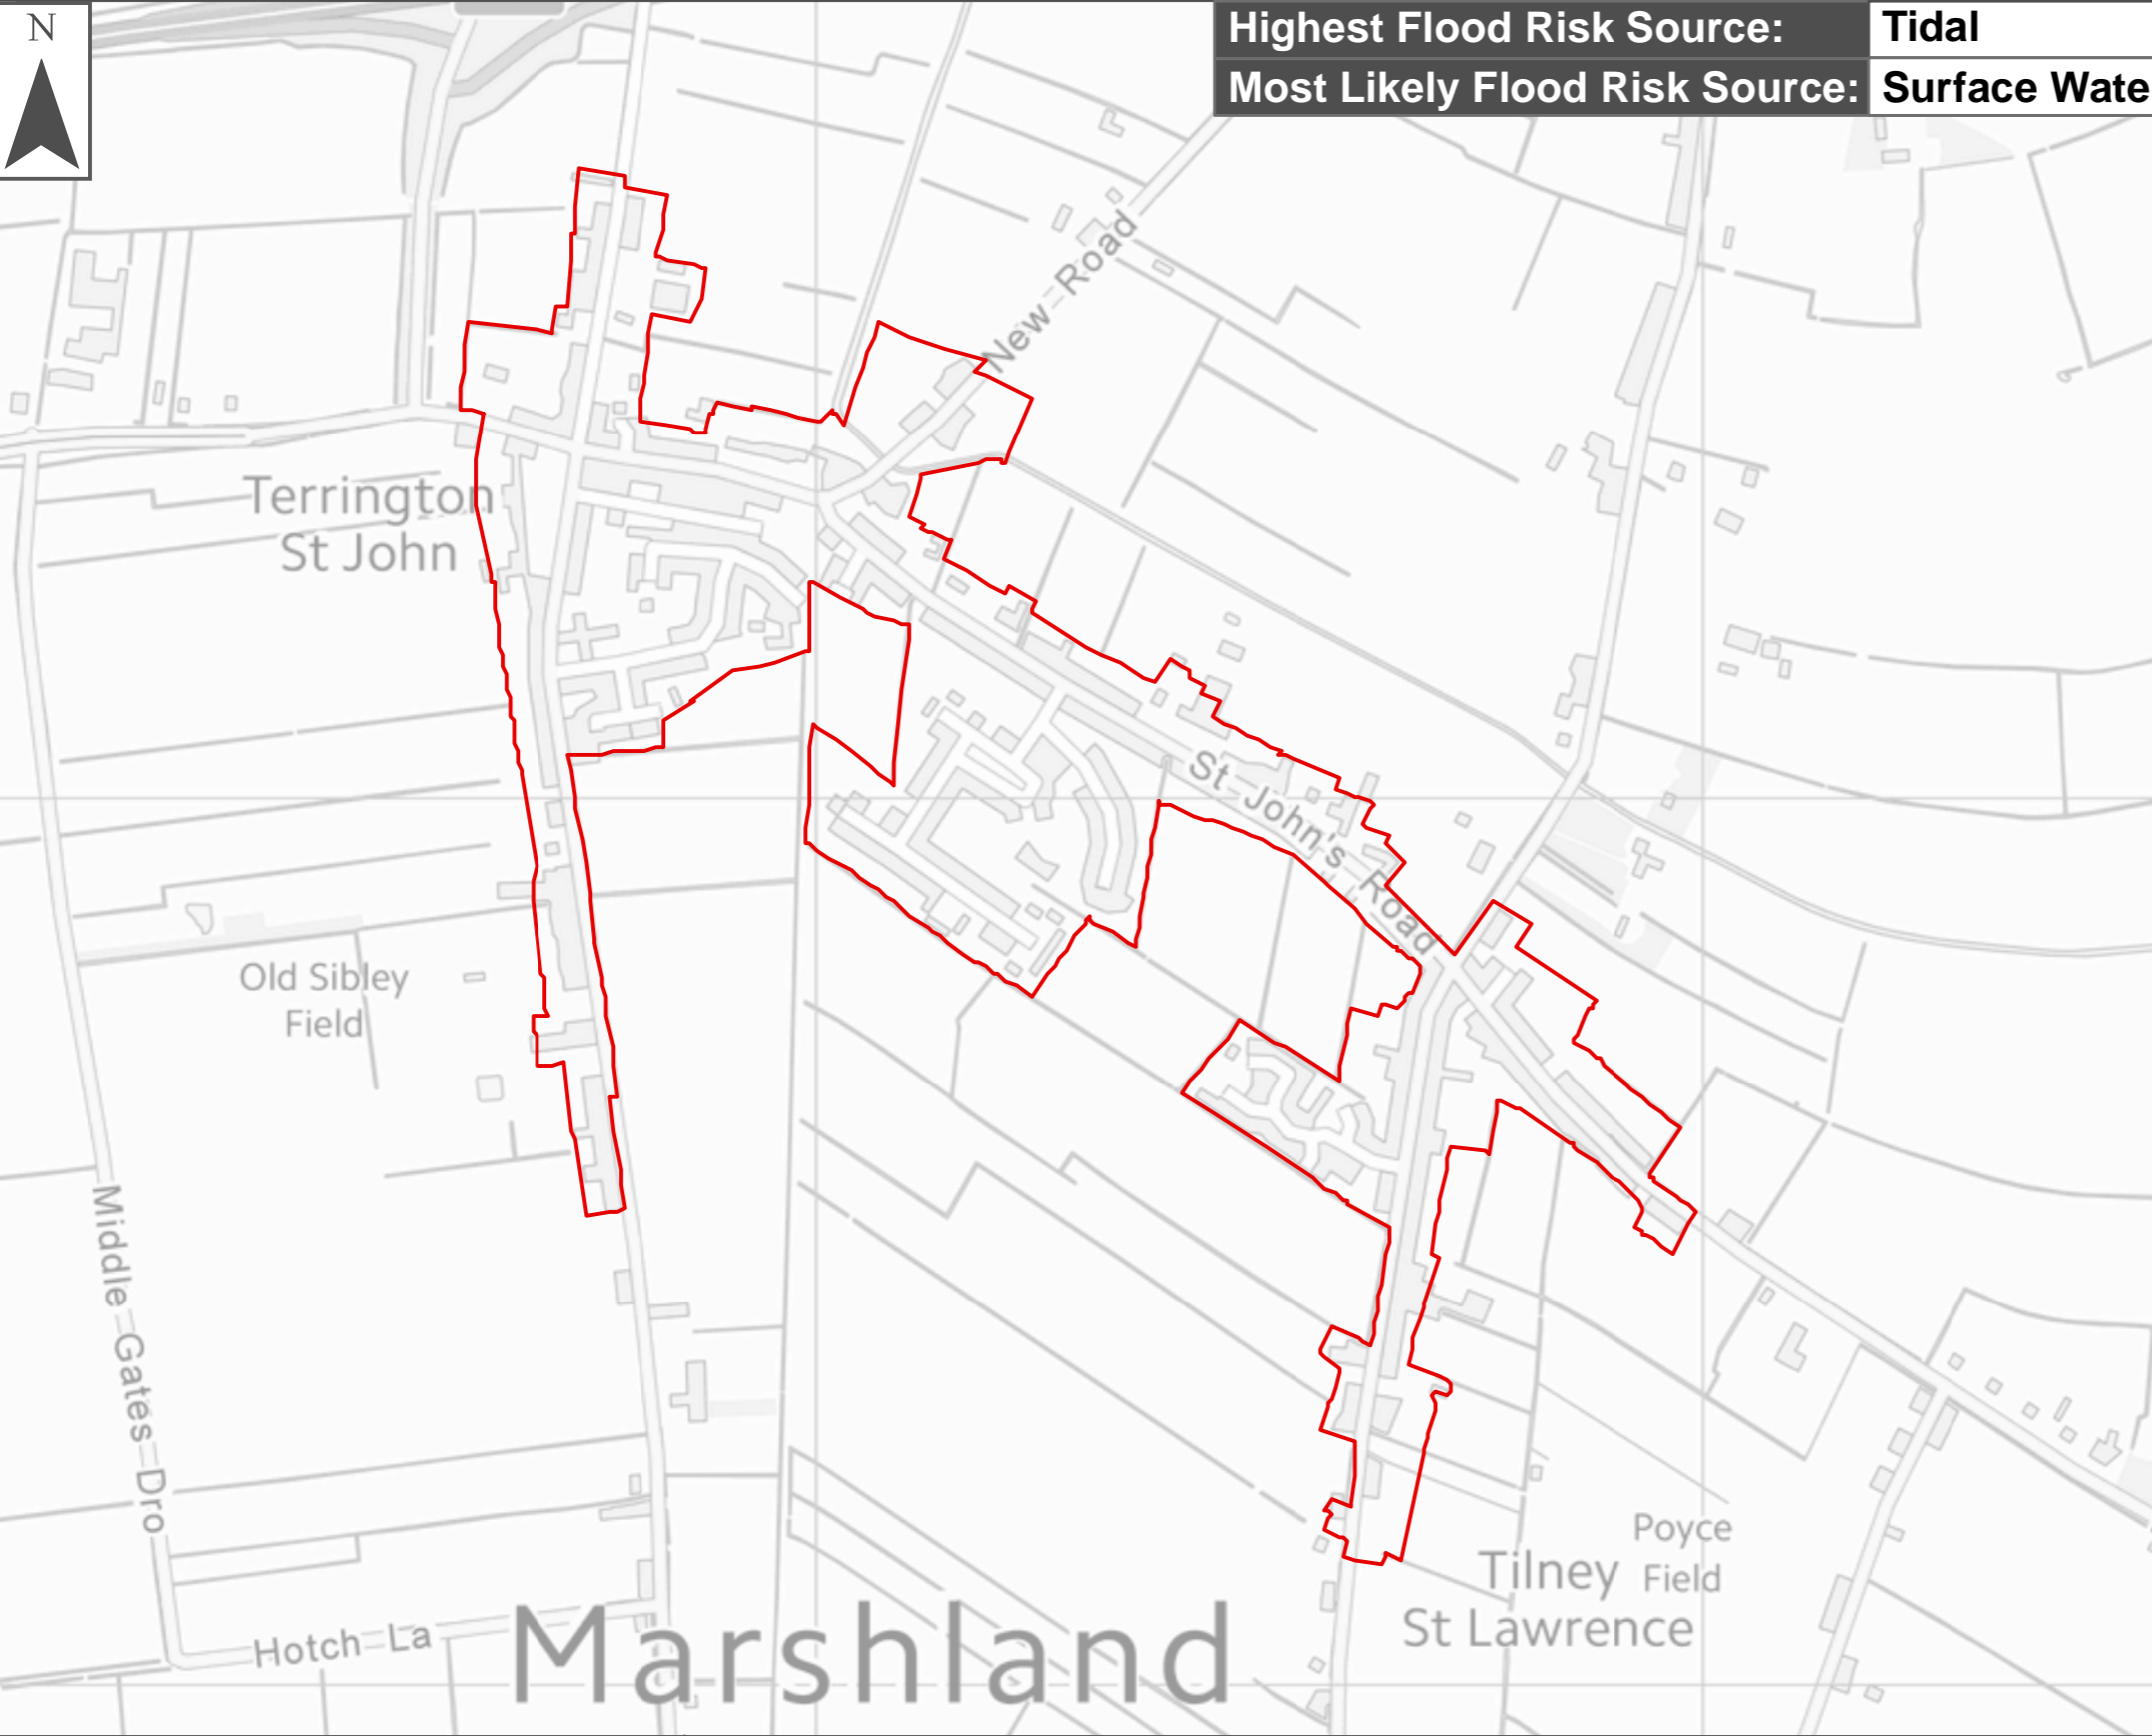 N
Highest Flood Risk Source: Tidal
Most Likely Flood Risk Source: Surface Wate
New Road
Terrington
St John
St John's Road
Old Sibley
Field
Middle Gates Dro
Poyce
Field
Tilney
St Lawrence
Hotch La
Marshland